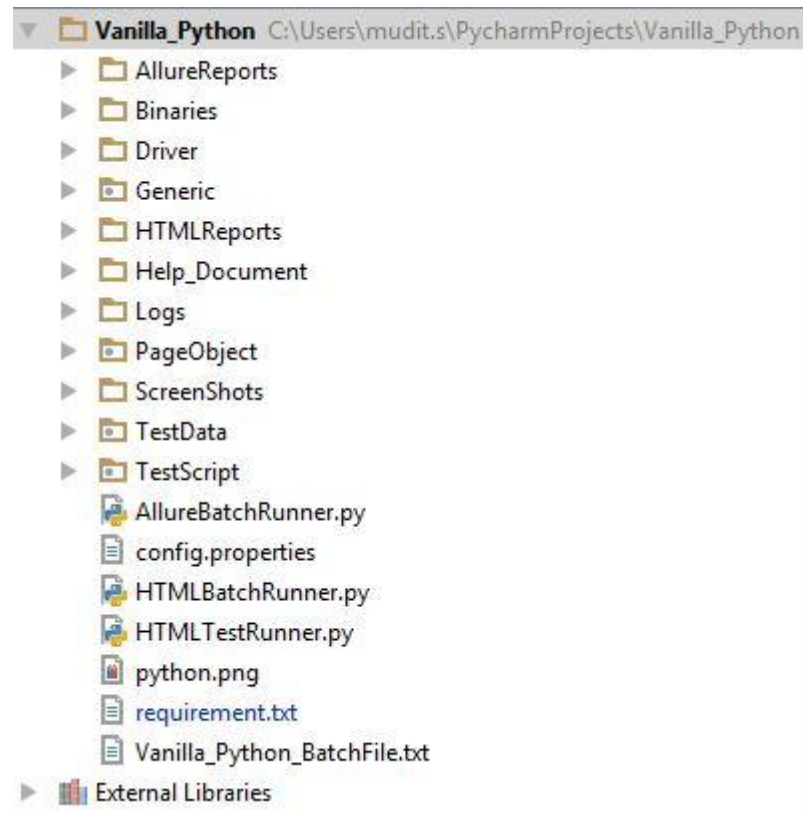 Vanilla_Python C:\Users\mudit.s\PycharmProjects\Vanilla_Python
AllureReports
Binaries
Driver
Generic
HTMLReports
Help_Document
Logs
PageObject
ScreenShots
TestData
TestScript
AllureBatchRunner.py
config.properties
HTMLBatchRunner.py
HTMLTestRunner.py
python.png
requirement.txt
Vanilla_Python_BatchFile.txt
External Libraries